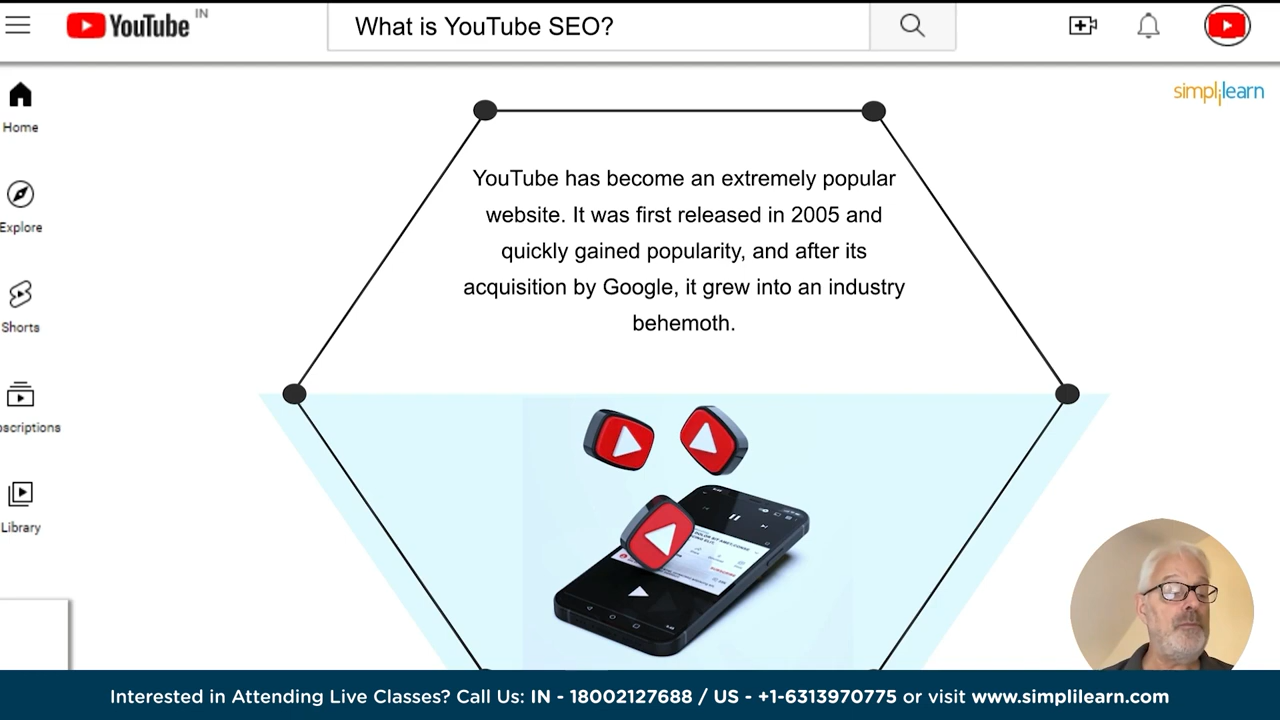 YouTube IN
What is YouTube SEO?
simplilearn
Home
Explore
Shorts
oscriptions
Library
YouTube has become an extremely popular
website. It was first released in 2005 and
quickly gained popularity, and after its
acquisition by Google, it grew into an industry
behemoth.
SUBSCRIBE
Interested in Attending Live Classes? Call Us: IN - 18002127688 / US - +1-6313970775 or visit www.simplilearn.com